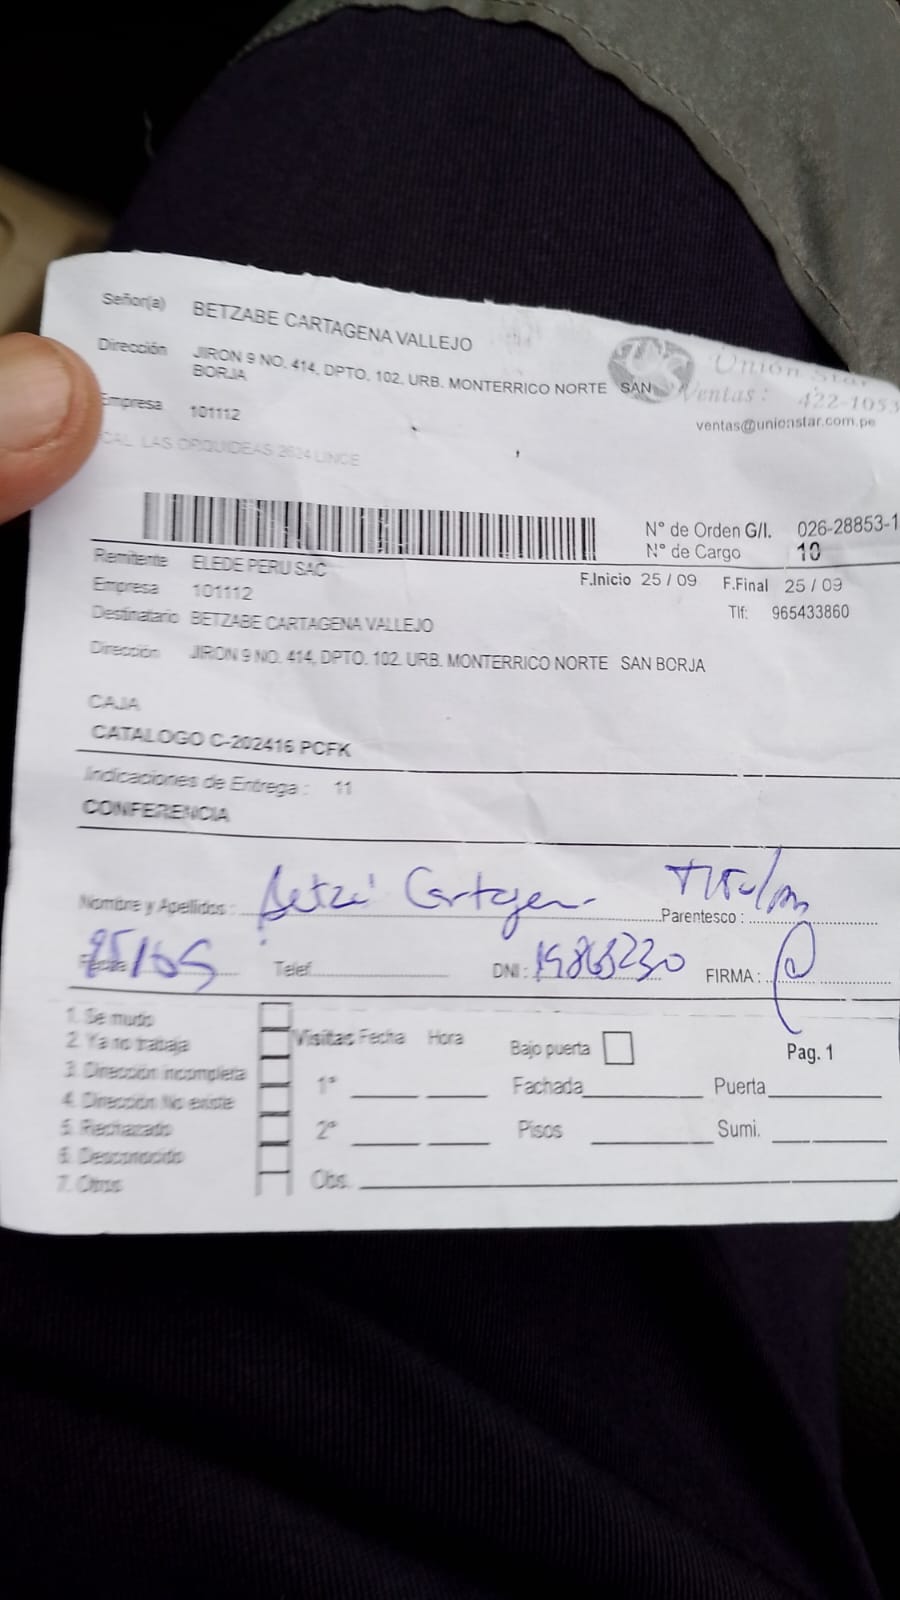 Señor(a) BETZABE CARTAGENA VALLEJO
Dirección JIRON 9 NO. 414, DPTO, 102. URB. MONTERRICO NORTE SAN
BORJA
Unión Star
Ventas: 422-1053
ventas@unionstar.com.pe
Empresa 101112
CAL. LAS ORQUIDEAS 2624 LINCE
N° de Orden G/I. 026-28853-1
N° de Cargo 10
Remitente ELEDE PERU SAC
F.Inicio 25 / 09 F.Final 25 / 09
Empresa 101112
Tlf: 965433860
Destinatario BETZABE CARTAGENA VALLEJO
Dirección JIRON 9 NO. 414, DPTO. 102. URB. MONTERRICO NORTE SAN BORJA
CAJA
CATALOGO C-202416 PCFK
Indicaciones de Entrega : 11
CONFERENCIA
Nombre y Apellidos : Cartagena Parentesco : Titular
Fecha Telef. DNI : FIRMA :
1. Se mudo
2. Ya no trabaja
3. Dirección incompleta
4. Dirección No existe
5. Rechazado
6. Desconocido
7. Otros
Visitas Fecha Hora Bajo puerta Pag. 1
1° Fachada Puerta
2° Pisos Sumi.
Obs.